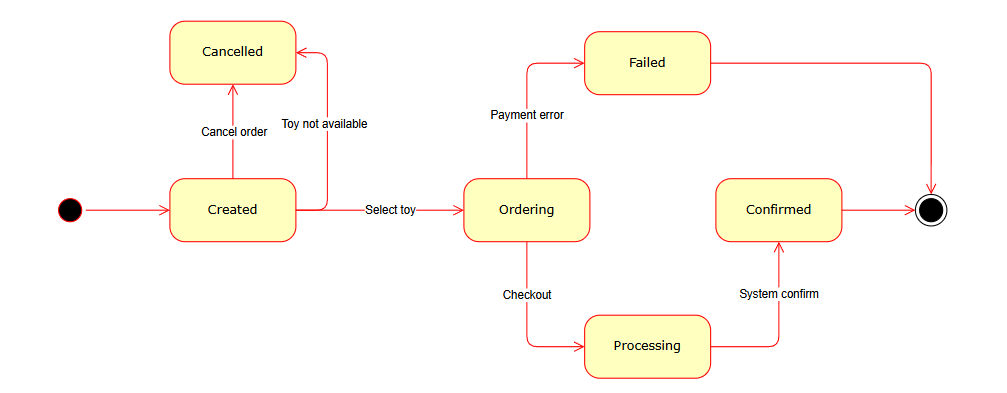 Cancelled
Failed
Payment error
Toy not available
Cancel order
Created
Select toy
Ordering
Confirmed
Checkout
System confirm
Processing